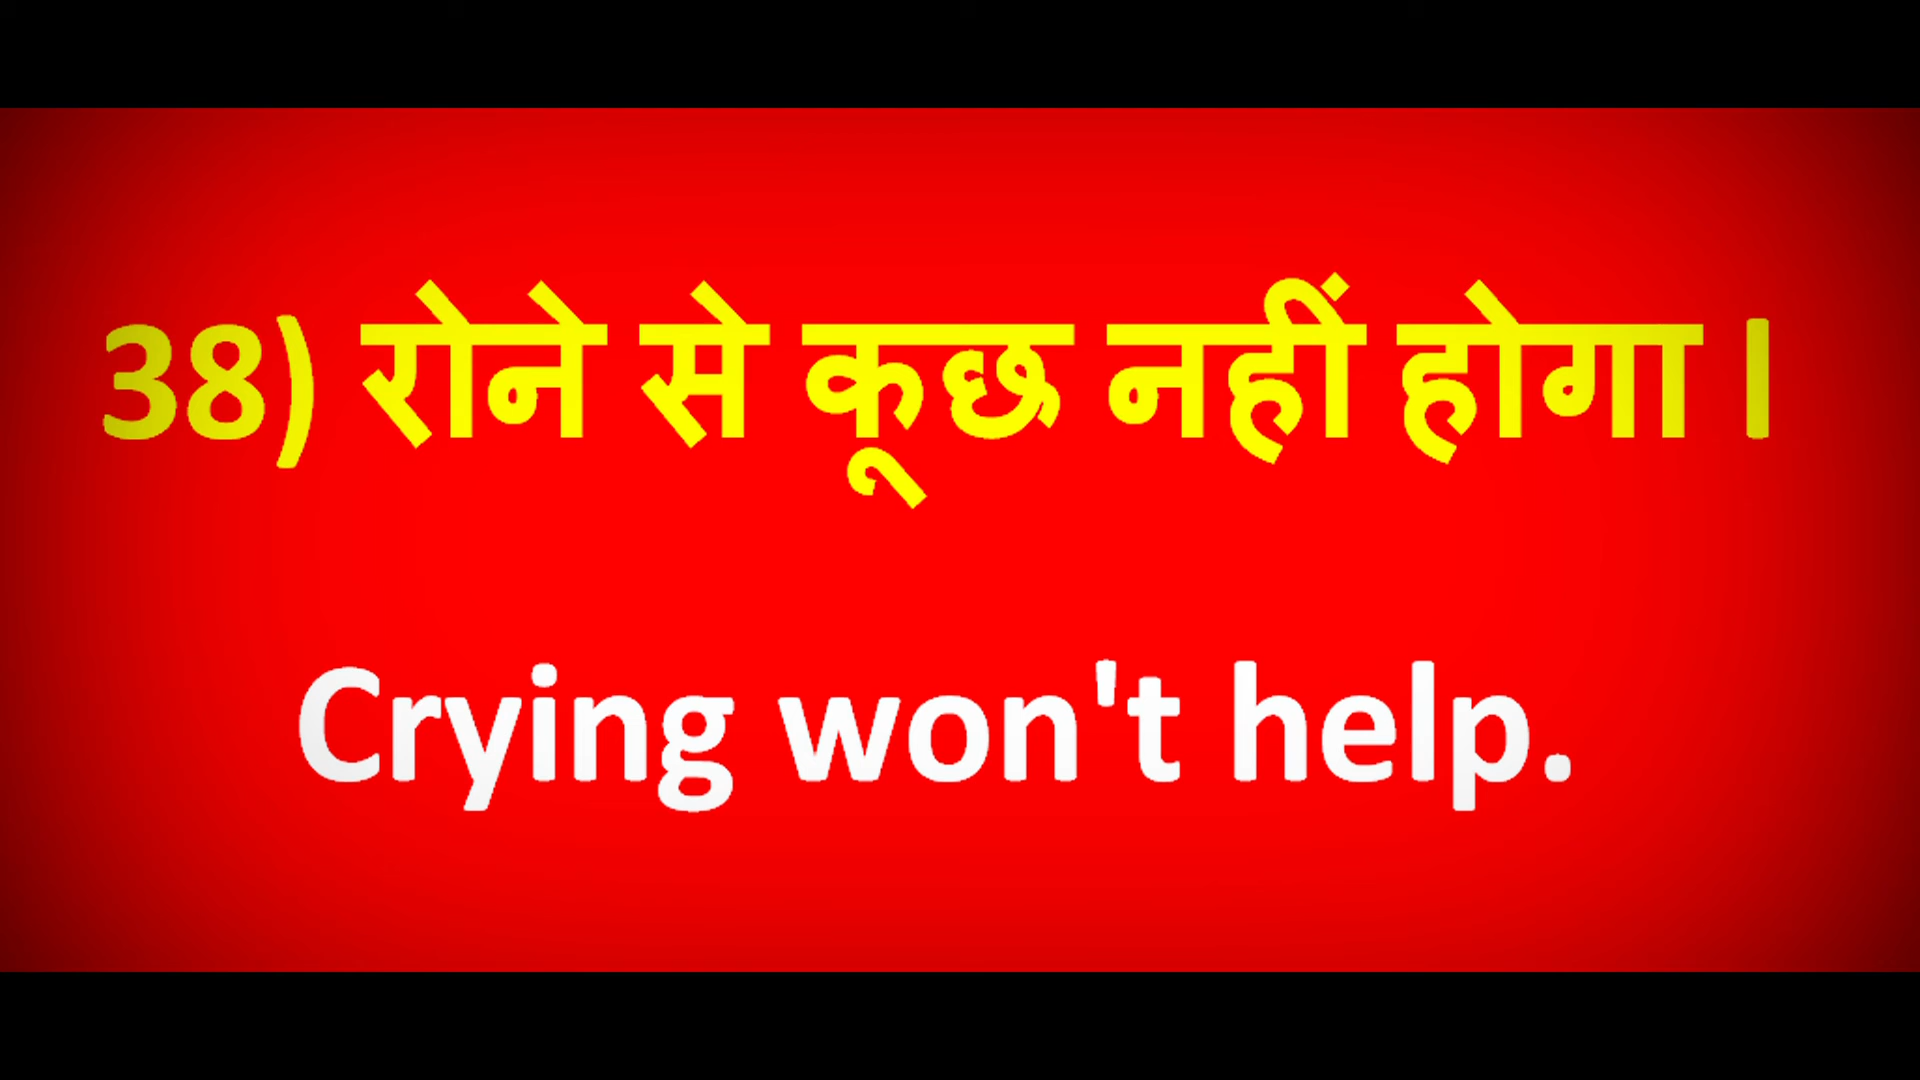 38) रोने से कूछ नहीं होगा ।
Crying won't help.